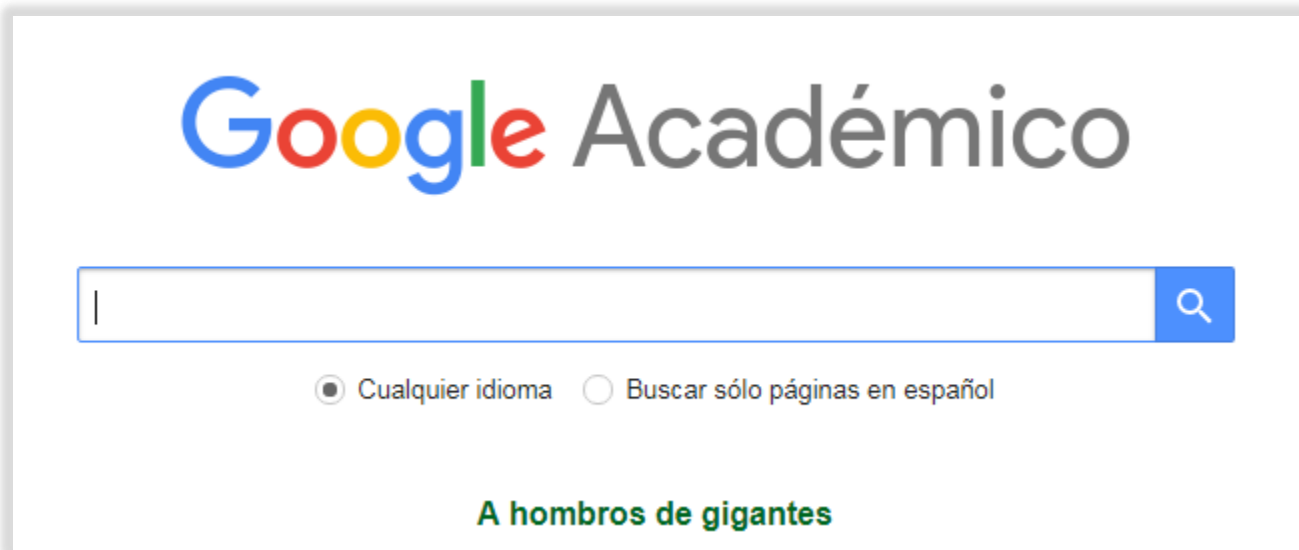 Google Académico
Cualquier idioma Buscar sólo páginas en español
A hombros de gigantes